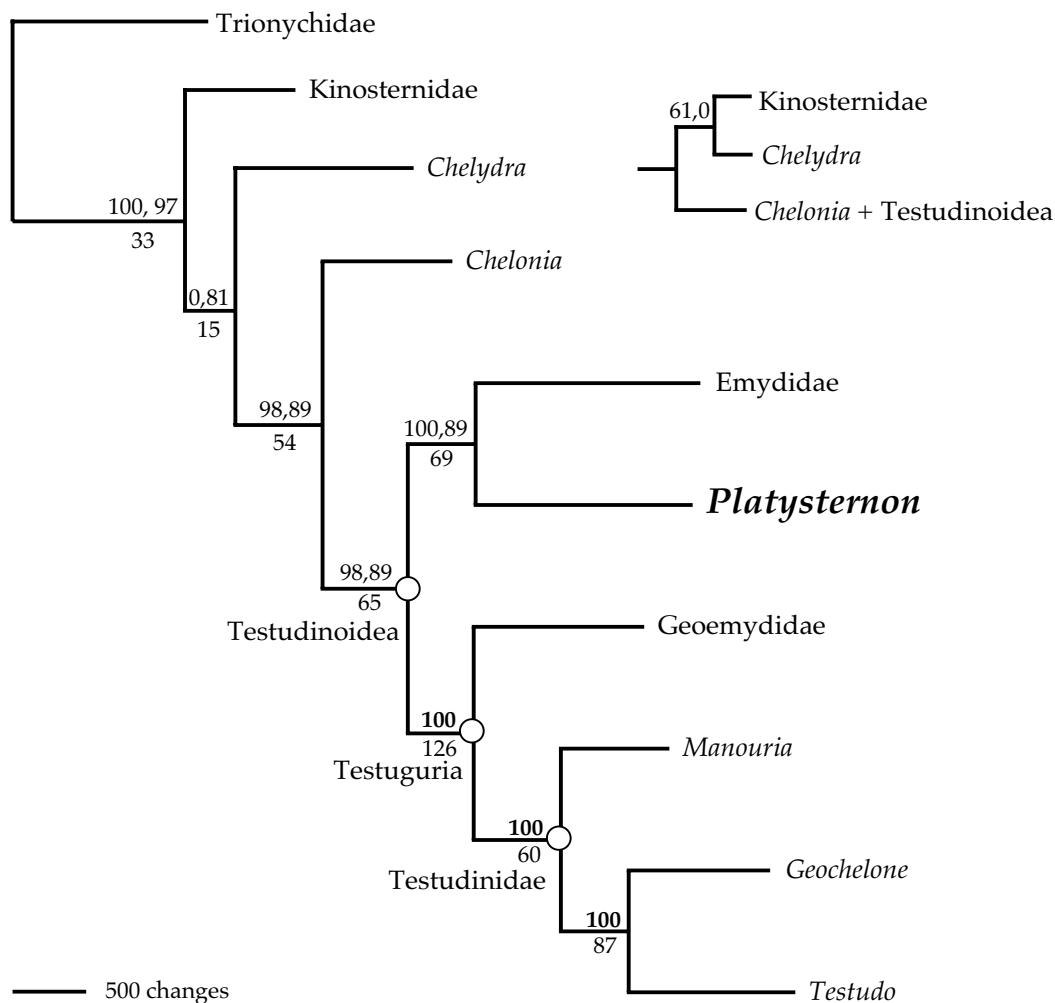 Trionychidae
Kinosternidae
Kinosternidae
61,0
Chelydra
Chelydra
100, 97
Chelonia + Testudinoidea
33
Chelonia
0,81
15
Emydidae
98,89
100,89
54
69
Platysternon
98,89
65
Testudinoidea
Geoemydidae
100
126
Manouria
Testuguria
100
60
Geochelone
Testudinidae
100
87
500 changes
Testudo